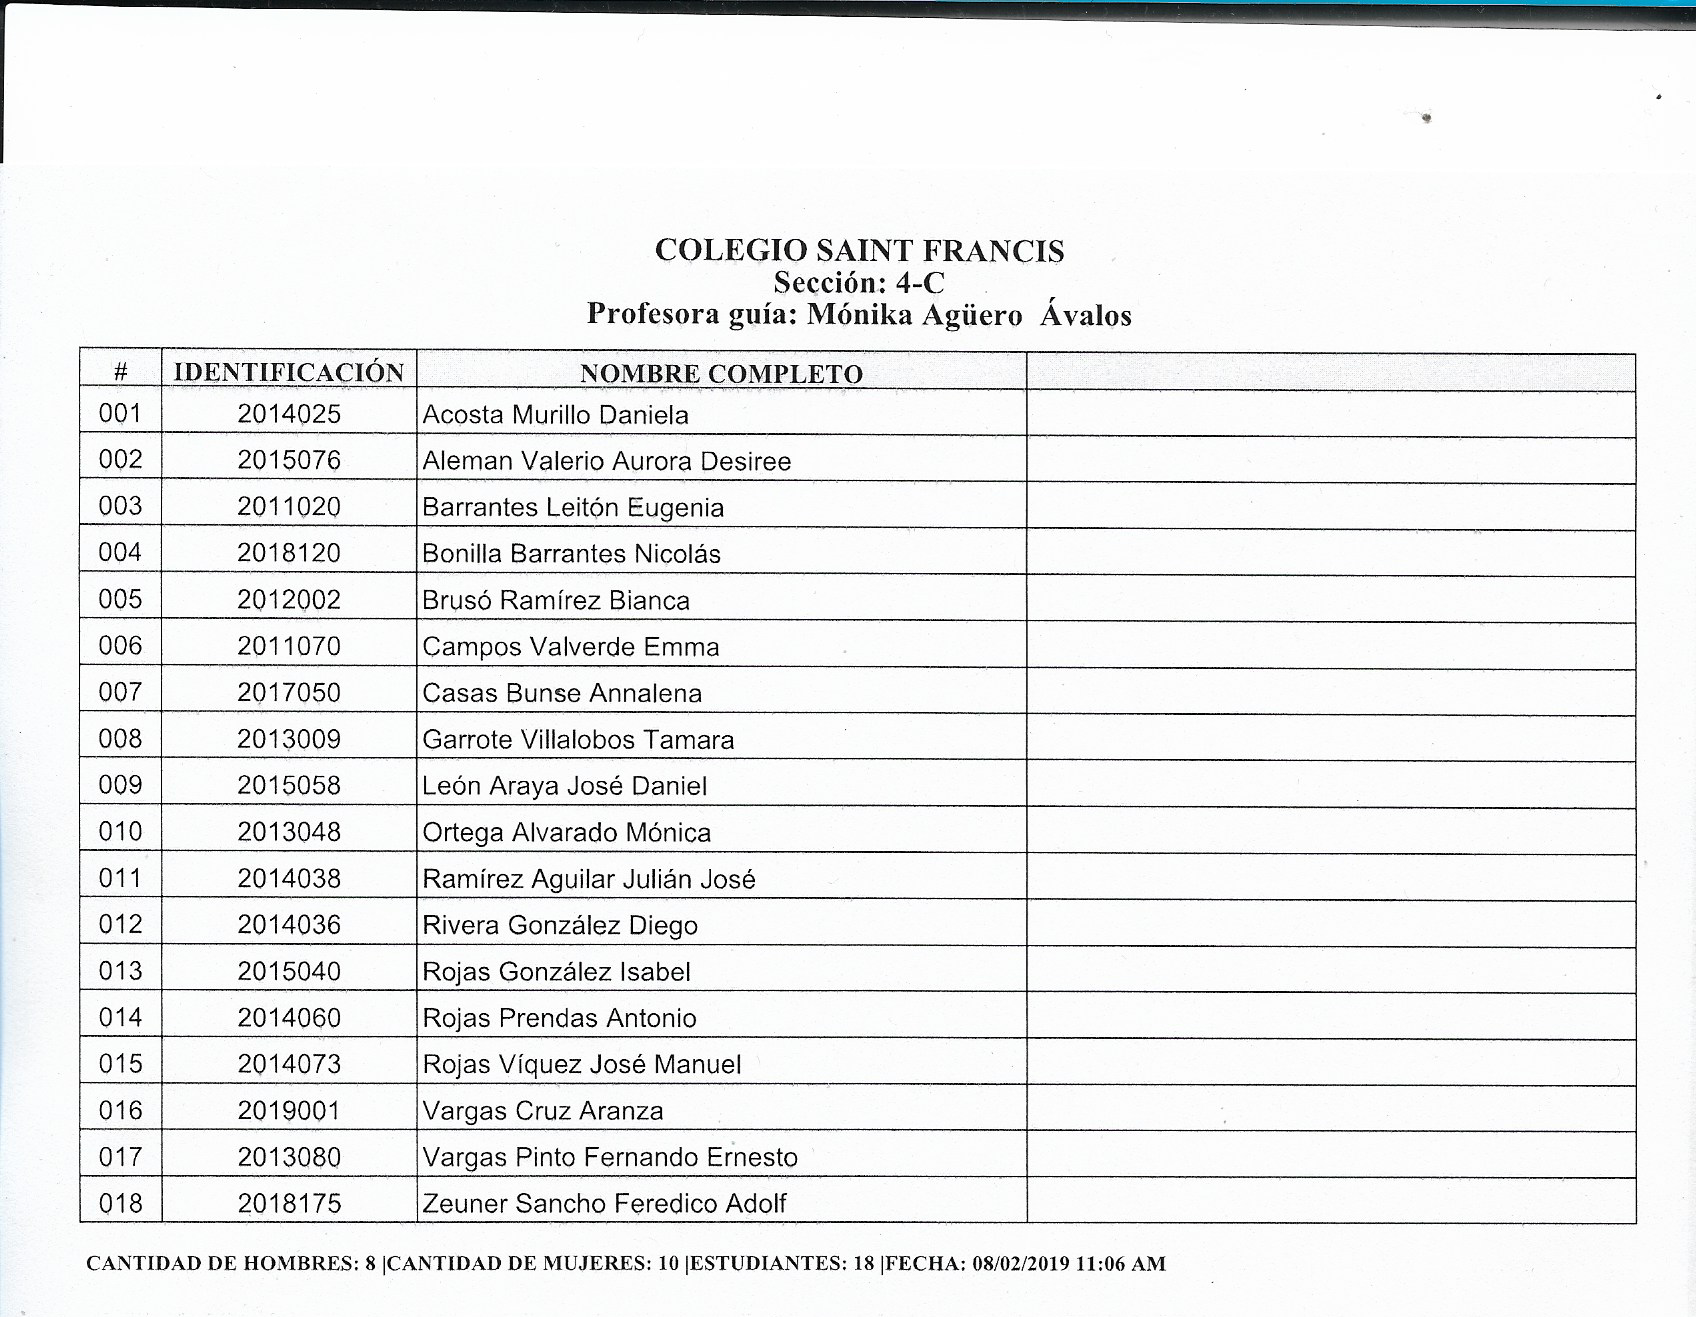 COLEGIO SAINT FRANCIS
Sección: 4-C
Profesora guía: Mónika Agüero Ávalos
# IDENTIFICACIÓN NOMBRE COMPLETO
001 2014025 Acosta Murillo Daniela
002 2015076 Aleman Valerio Aurora Desiree
003 2011020 Barrantes Leitón Eugenia
004 2018120 Bonilla Barrantes Nicolás
005 2012002 Brusó Ramírez Bianca
006 2011070 Campos Valverde Emma
007 2017050 Casas Bunse Annalena
008 2013009 Garrote Villalobos Tamara
009 2015058 León Araya José Daniel
010 2013048 Ortega Alvarado Mónica
011 2014038 Ramírez Aguilar Julián José
012 2014036 Rivera González Diego
013 2015040 Rojas González Isabel
014 2014060 Rojas Prendas Antonio
015 2014073 Rojas Víquez José Manuel
016 2019001 Vargas Cruz Aranza
017 2013080 Vargas Pinto Fernando Ernesto
018 2018175 Zeuner Sancho Feredico Adolf
CANTIDAD DE HOMBRES: 8 |CANTIDAD DE MUJERES: 10 |ESTUDIANTES: 18 |FECHA: 08/02/2019 11:06 AM